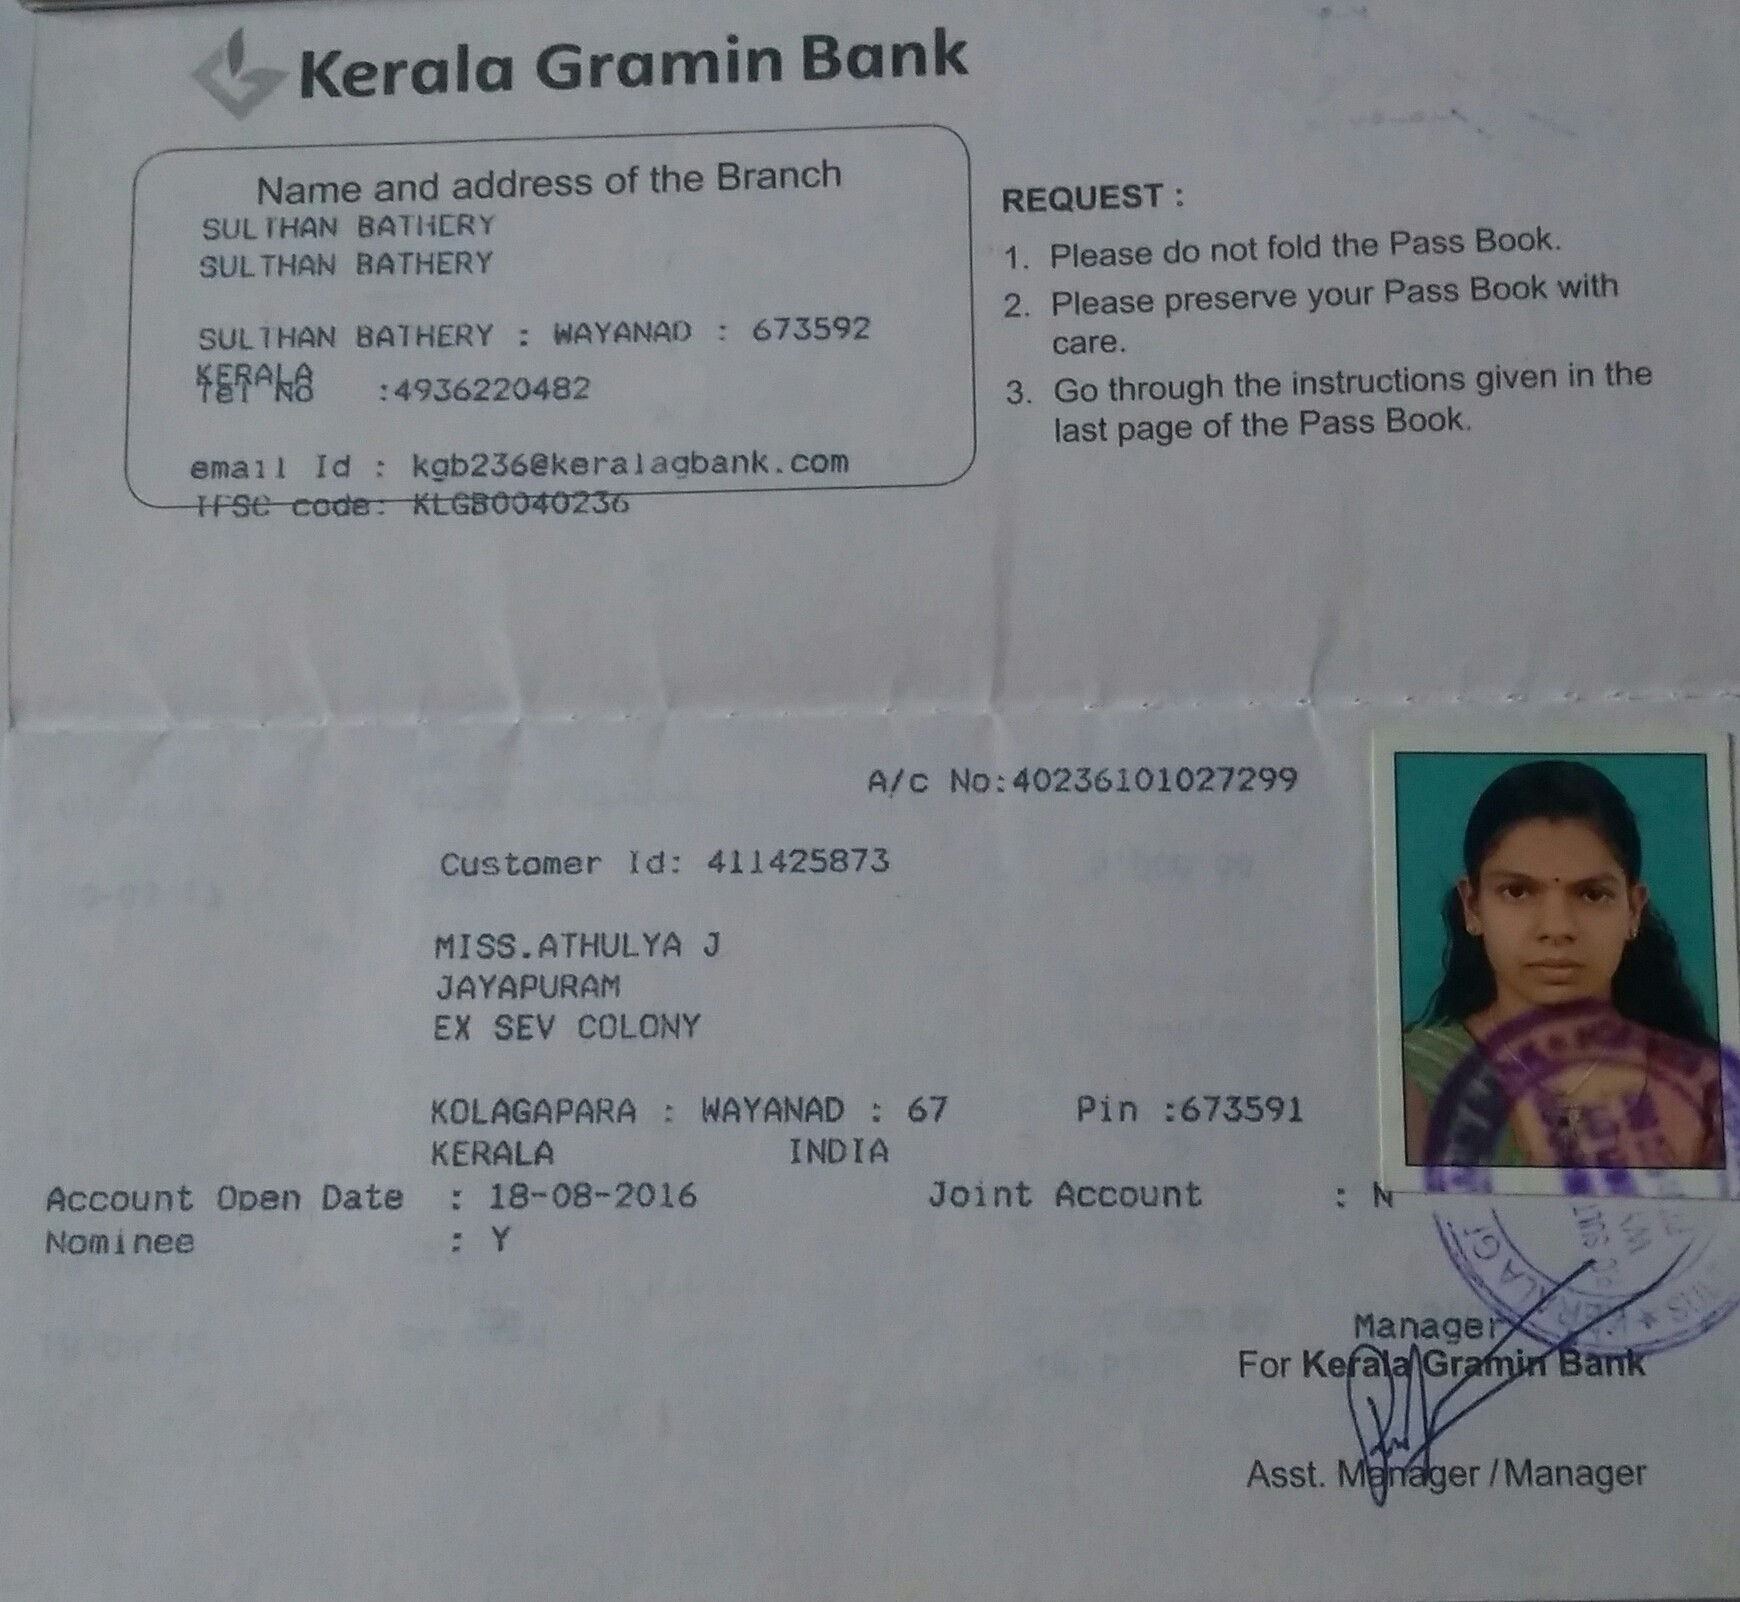 Kerala Gramin Bank
Name and address of the Branch
SULTHAN BATHERY
SULTHAN BATHERY
SULTHAN BATHERY : WAYANAD : 673592
KERALA
Tel No :4936220482
email Id : kgb236@keralagbank.com
IFSC code: KLGB0040236
REQUEST :
1. Please do not fold the Pass Book.
2. Please preserve your Pass Book with
care.
3. Go through the instructions given in the
last page of the Pass Book.
A/c No:40236101027299
Customer Id: 411425873
MISS.ATHULYA J
JAYAPURAM
EX SEV COLONY
KOLAGAPARA : WAYANAD : 67 Pin :673591
KERALA INDIA
Account Open Date : 18-08-2016 Joint Account : N
Nominee : Y
Manager
For Kerala Gramin Bank
Asst. Manager / Manager